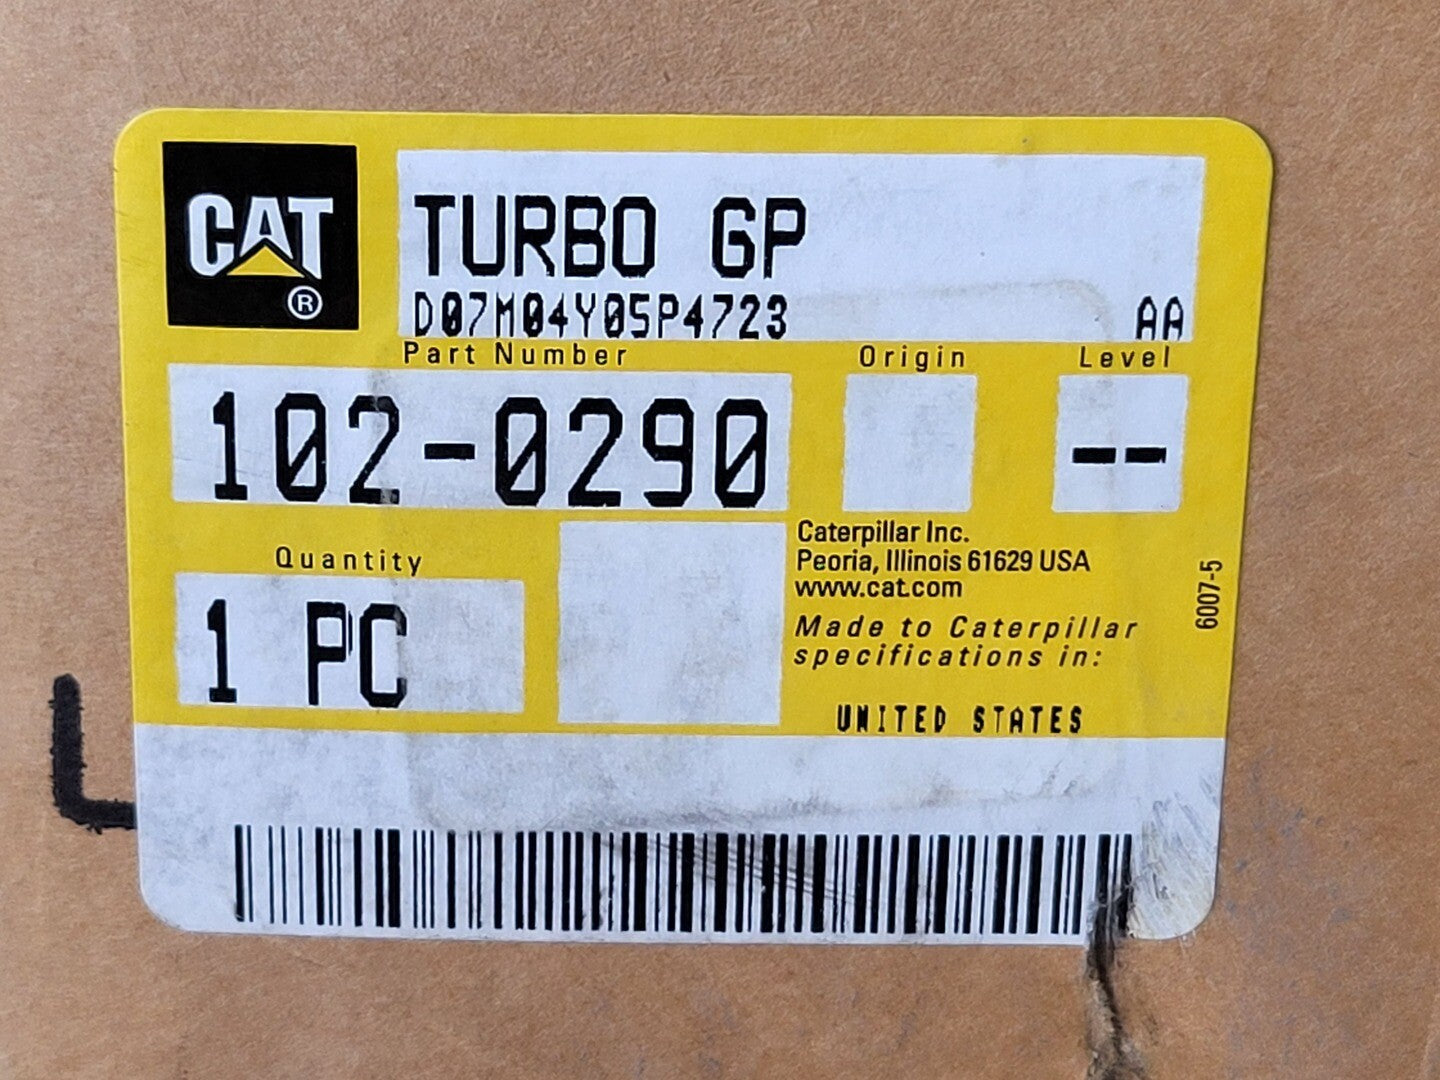 CAT
®
TURBO GP
D07M04Y05P4723 AA
Part Number Origin Level
102-0290 --
Quantity
1 PC
Caterpillar Inc.
Peoria, Illinois 61629 USA
www.cat.com
Made to Caterpillar
specifications in:
UNITED STATES
6007-5